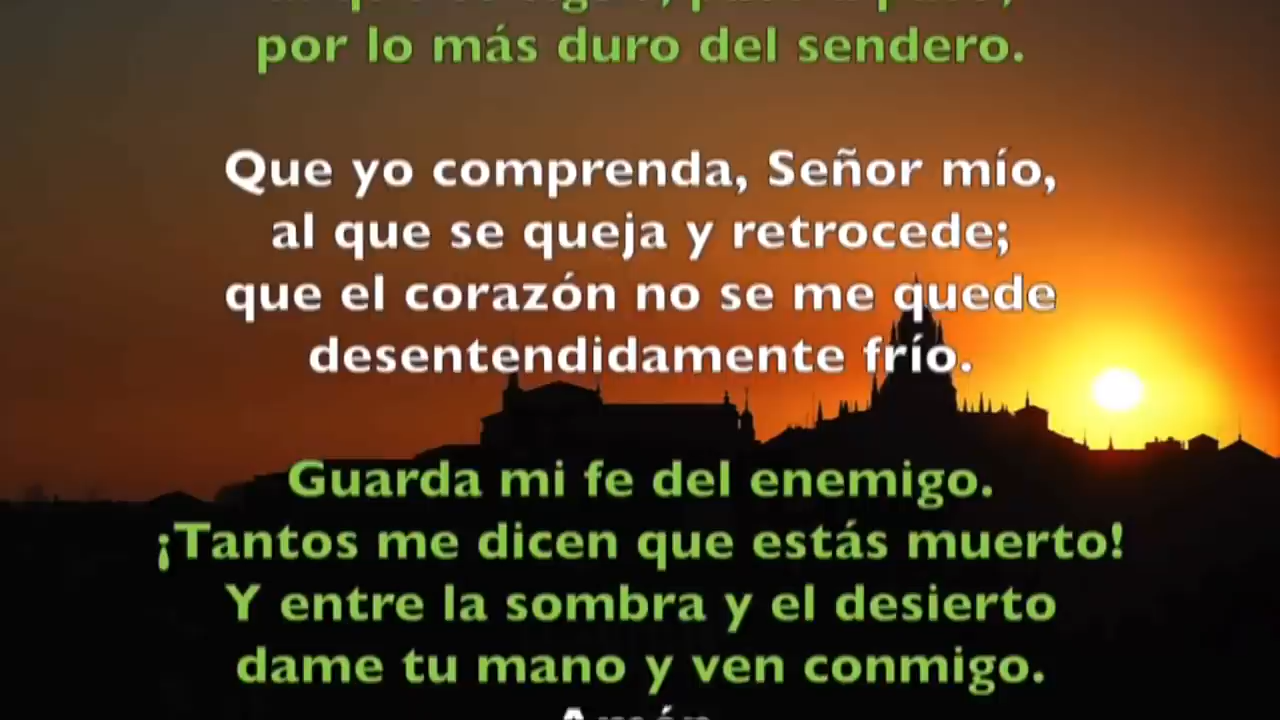 por lo más duro del sendero.
Que yo comprenda, Señor mío,
al que se queja y retrocede;
que el corazón no se me quede
desentendidamente frío.
Guarda mi fe del enemigo.
¡Tantos me dicen que estás muerto!
Y entre la sombra y el desierto
dame tu mano y ven conmigo.